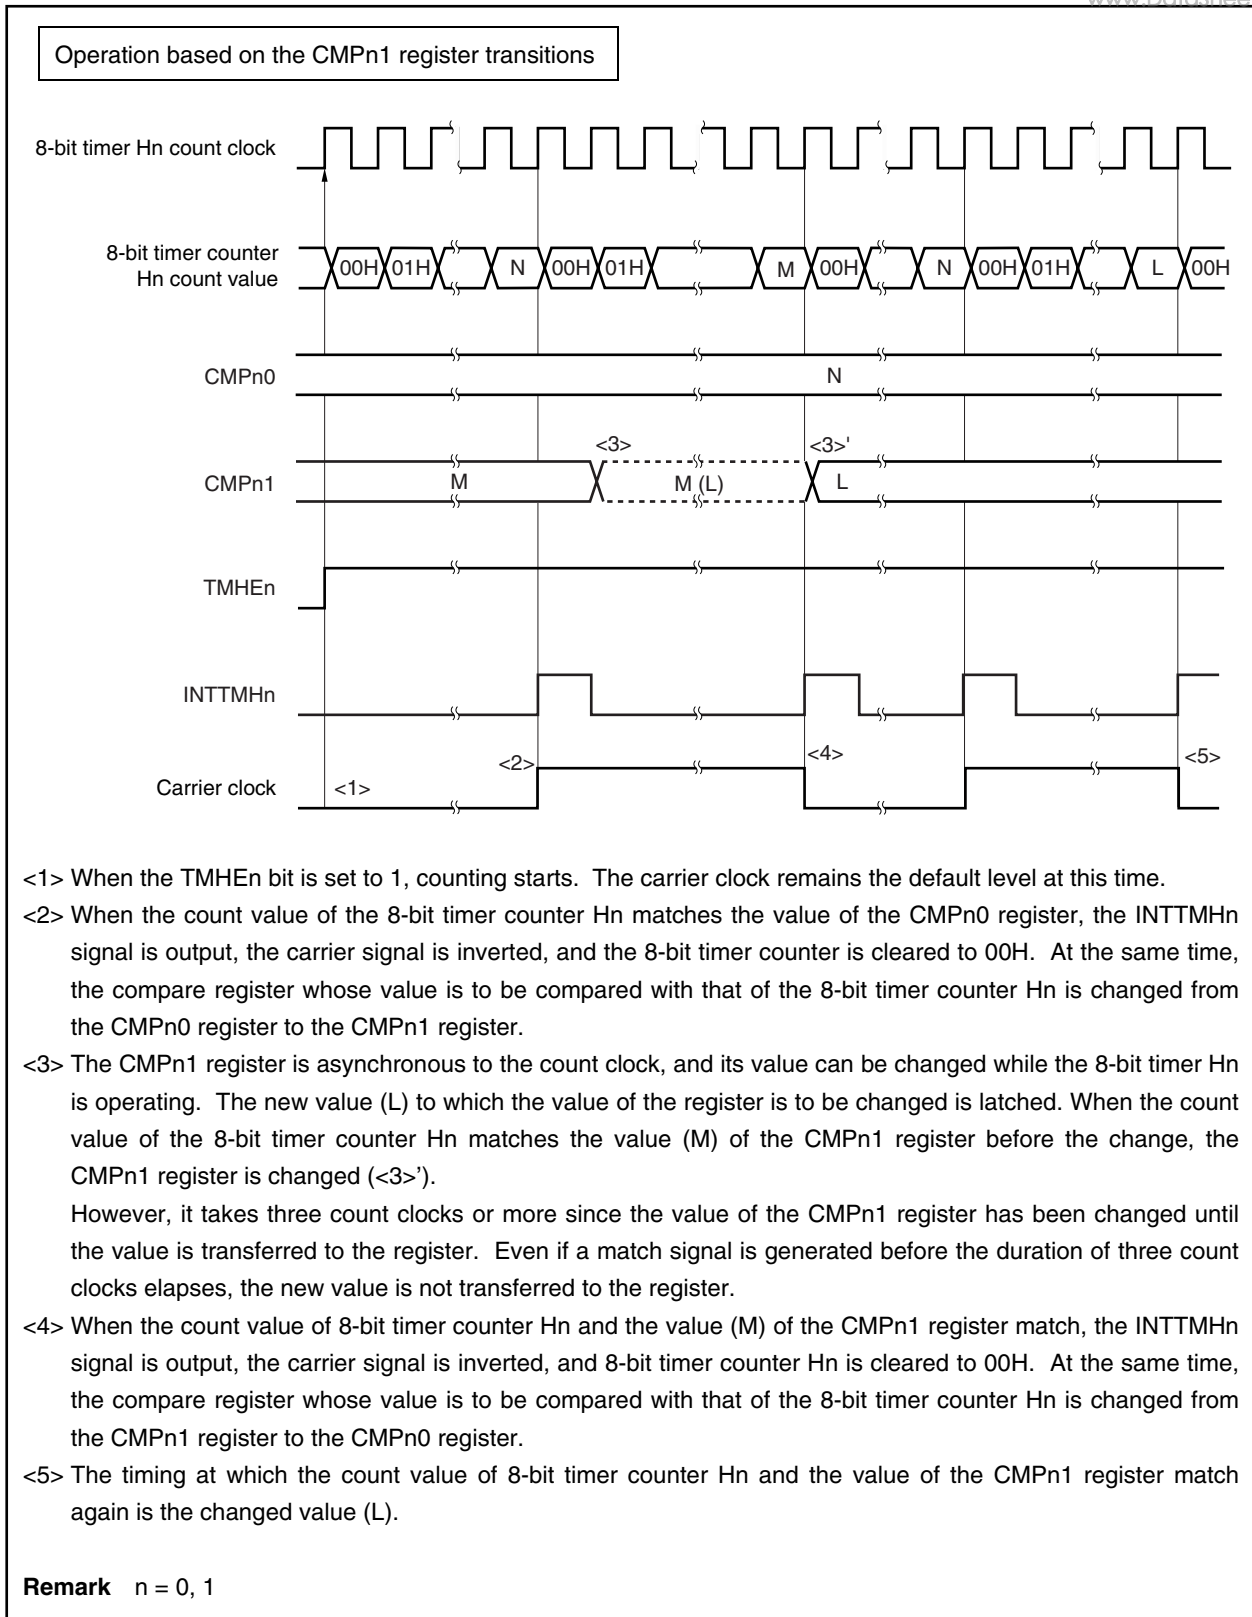 www.DataShee
Operation based on the CMPn1 register transitions
8-bit timer Hn count clock
8-bit timer counter
Hn count value
00H 01H N 00H 01H M 00H N 00H 01H L 00H
CMPn0
N
<3> <3>'
CMPn1
M M (L) L
TMHEn
INTTMHn
<2> <4> <5>
Carrier clock
<1>
<1> When the TMHEn bit is set to 1, counting starts. The carrier clock remains the default level at this time.
<2> When the count value of the 8-bit timer counter Hn matches the value of the CMPn0 register, the INTTMHn
signal is output, the carrier signal is inverted, and the 8-bit timer counter is cleared to 00H. At the same time,
the compare register whose value is to be compared with that of the 8-bit timer counter Hn is changed from
the CMPn0 register to the CMPn1 register.
<3> The CMPn1 register is asynchronous to the count clock, and its value can be changed while the 8-bit timer Hn
is operating. The new value (L) to which the value of the register is to be changed is latched. When the count
value of the 8-bit timer counter Hn matches the value (M) of the CMPn1 register before the change, the
CMPn1 register is changed (<3>’).
However, it takes three count clocks or more since the value of the CMPn1 register has been changed until
the value is transferred to the register. Even if a match signal is generated before the duration of three count
clocks elapses, the new value is not transferred to the register.
<4> When the count value of 8-bit timer counter Hn and the value (M) of the CMPn1 register match, the INTTMHn
signal is output, the carrier signal is inverted, and 8-bit timer counter Hn is cleared to 00H. At the same time,
the compare register whose value is to be compared with that of the 8-bit timer counter Hn is changed from
the CMPn1 register to the CMPn0 register.
<5> The timing at which the count value of 8-bit timer counter Hn and the value of the CMPn1 register match
again is the changed value (L).
Remark n = 0, 1